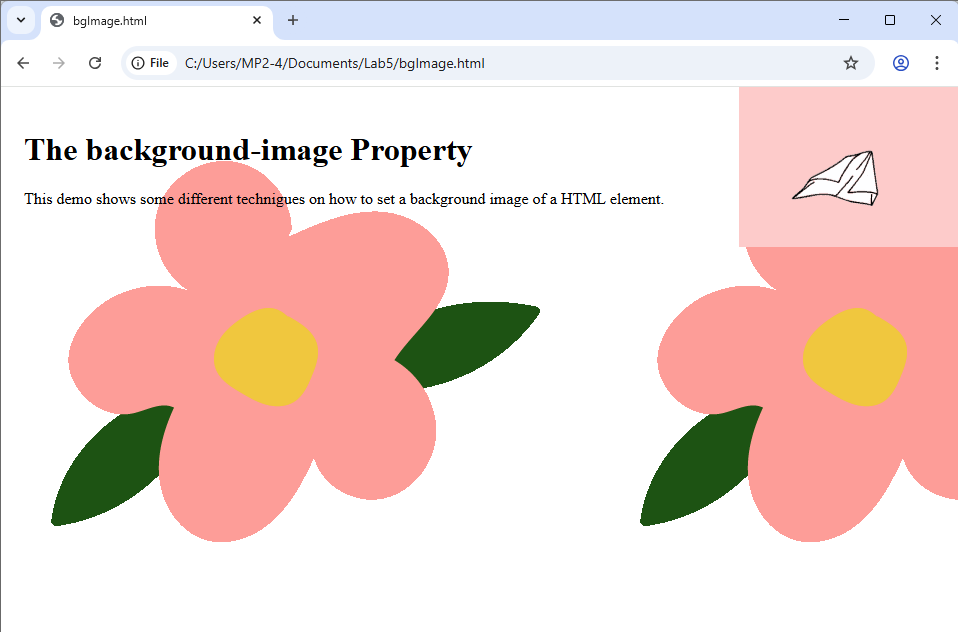 bgImage.html
File C:/Users/MP2-4/Documents/Lab5/bgImage.html
The background-image Property
This demo shows some different technigues on how to set a background image of a HTML element.